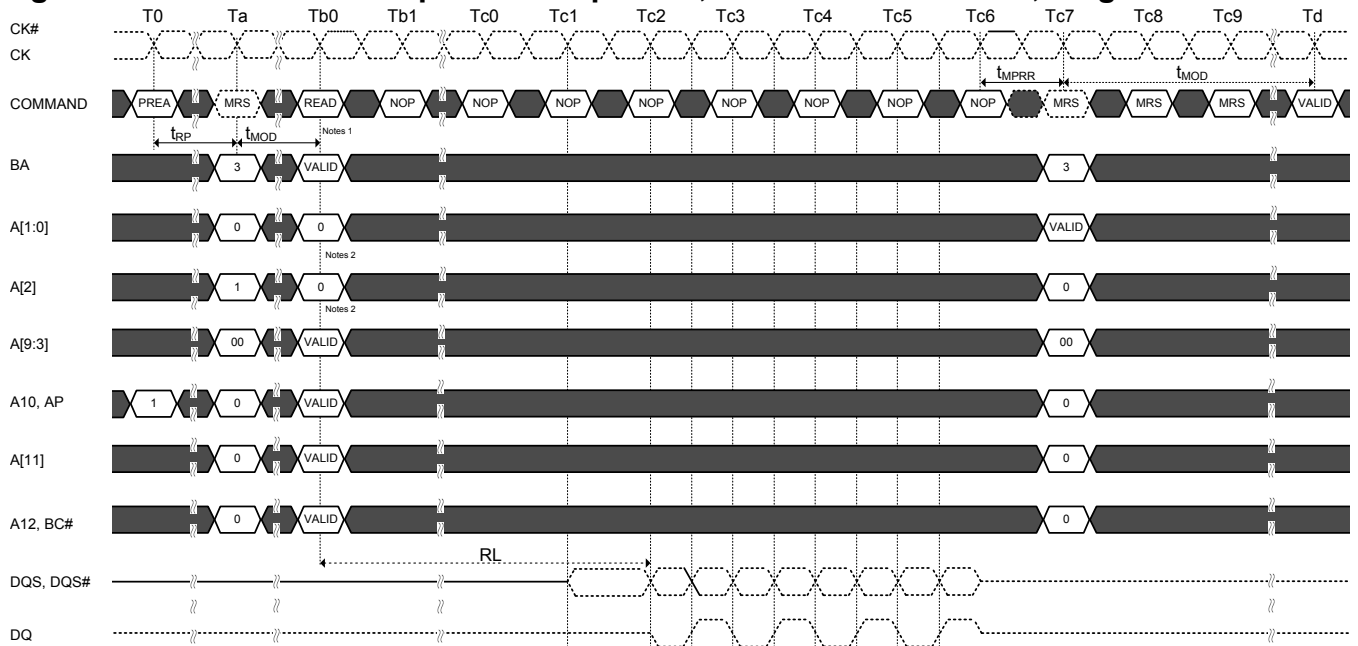 T0 Ta Tb0 Tb1 Tc0 Tc1 Tc2 Tc3 Tc4 Tc5 Tc6 Tc7 Tc8 Tc9 Td
CK#
CK
tMPRR tMOD
COMMAND PREA MRS READ NOP NOP NOP NOP NOP NOP NOP NOP MRS MRS MRS VALID
tRP tMOD Notes 1
BA 3 VALID 3
A[1:0] 0 0 VALID
Notes 2
A[2] 1 0 0
Notes 2
A[9:3] 00 VALID 00
A10, AP 1 0 VALID 0
A[11] 0 VALID 0
A12, BC# 0 VALID 0
RL
DQS, DQS#
DQ